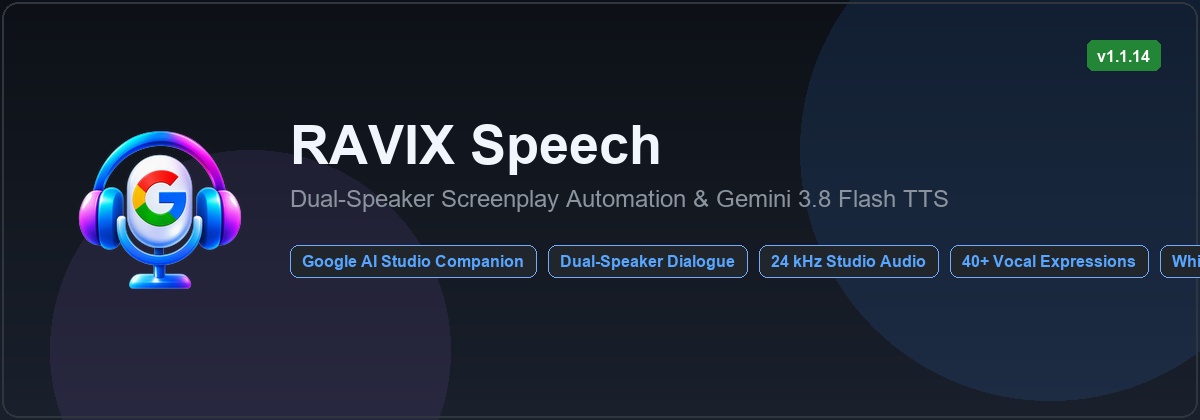 v1.1.14
RAVIX Speech
Dual-Speaker Screenplay Automation & Gemini 3.8 Flash TTS
Google AI Studio Companion Dual-Speaker Dialogue 24 kHz Studio Audio 40+ Vocal Expressions